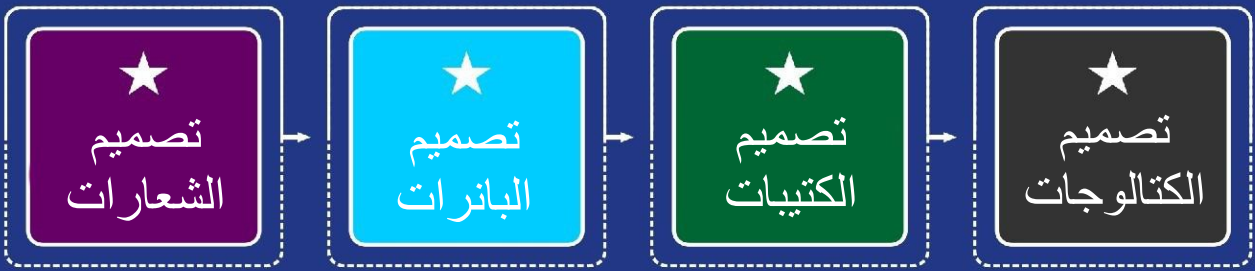 تصميم
الشعارات
تصميم
البانرات
تصميم
الكتيبات
تصميم
الكتالوجات